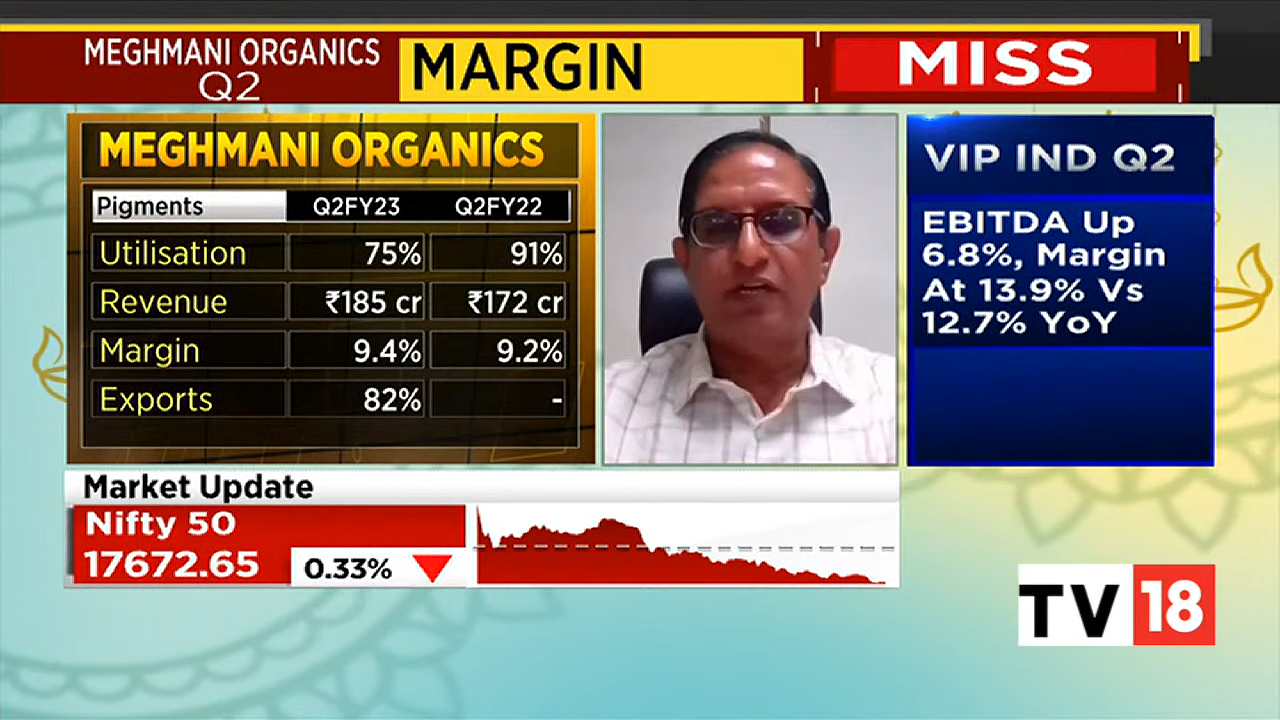 MEGHMANI ORGANICS
Q2
MARGIN
MISS
MEGHMANI ORGANICS
Pigments Q2FY23 Q2FY22
Utilisation 75% 91%
Revenue ₹185 cr ₹172 cr
Margin 9.4% 9.2%
Exports 82% -
VIP IND Q2
EBITDA Up
6.8%, Margin
At 13.9% Vs
12.7% YoY
Market Update
Nifty 50
17672.65 0.33%
TV18